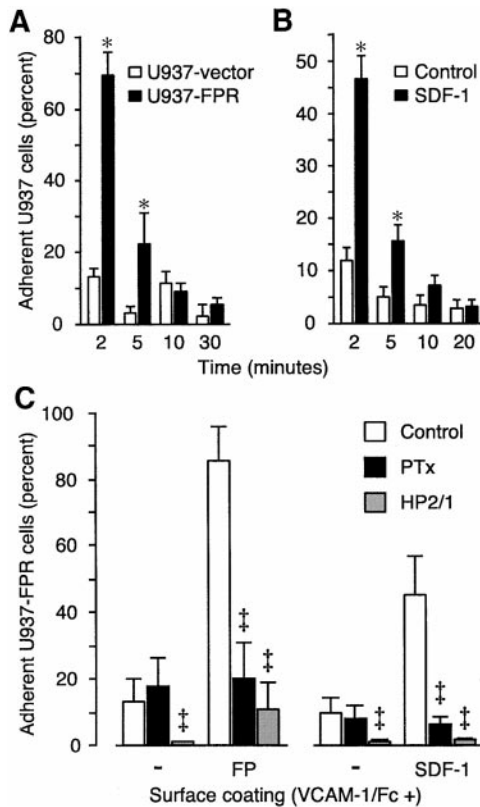 A
B
80
60
40
20
0
Adherent U937 cells (percent)
*
*
U937-vector
U937-FPR
2 5 10 30
50
40
30
20
10
0
*
*
Control
SDF-1
2 5 10 20
Time (minutes)
C
100
80
60
40
20
0
Adherent U937-FPR cells (percent)
Control
PTx
HP2/1
‡ ‡ ‡ ‡ ‡ ‡
- FP - SDF-1
Surface coating (VCAM-1/Fc +)